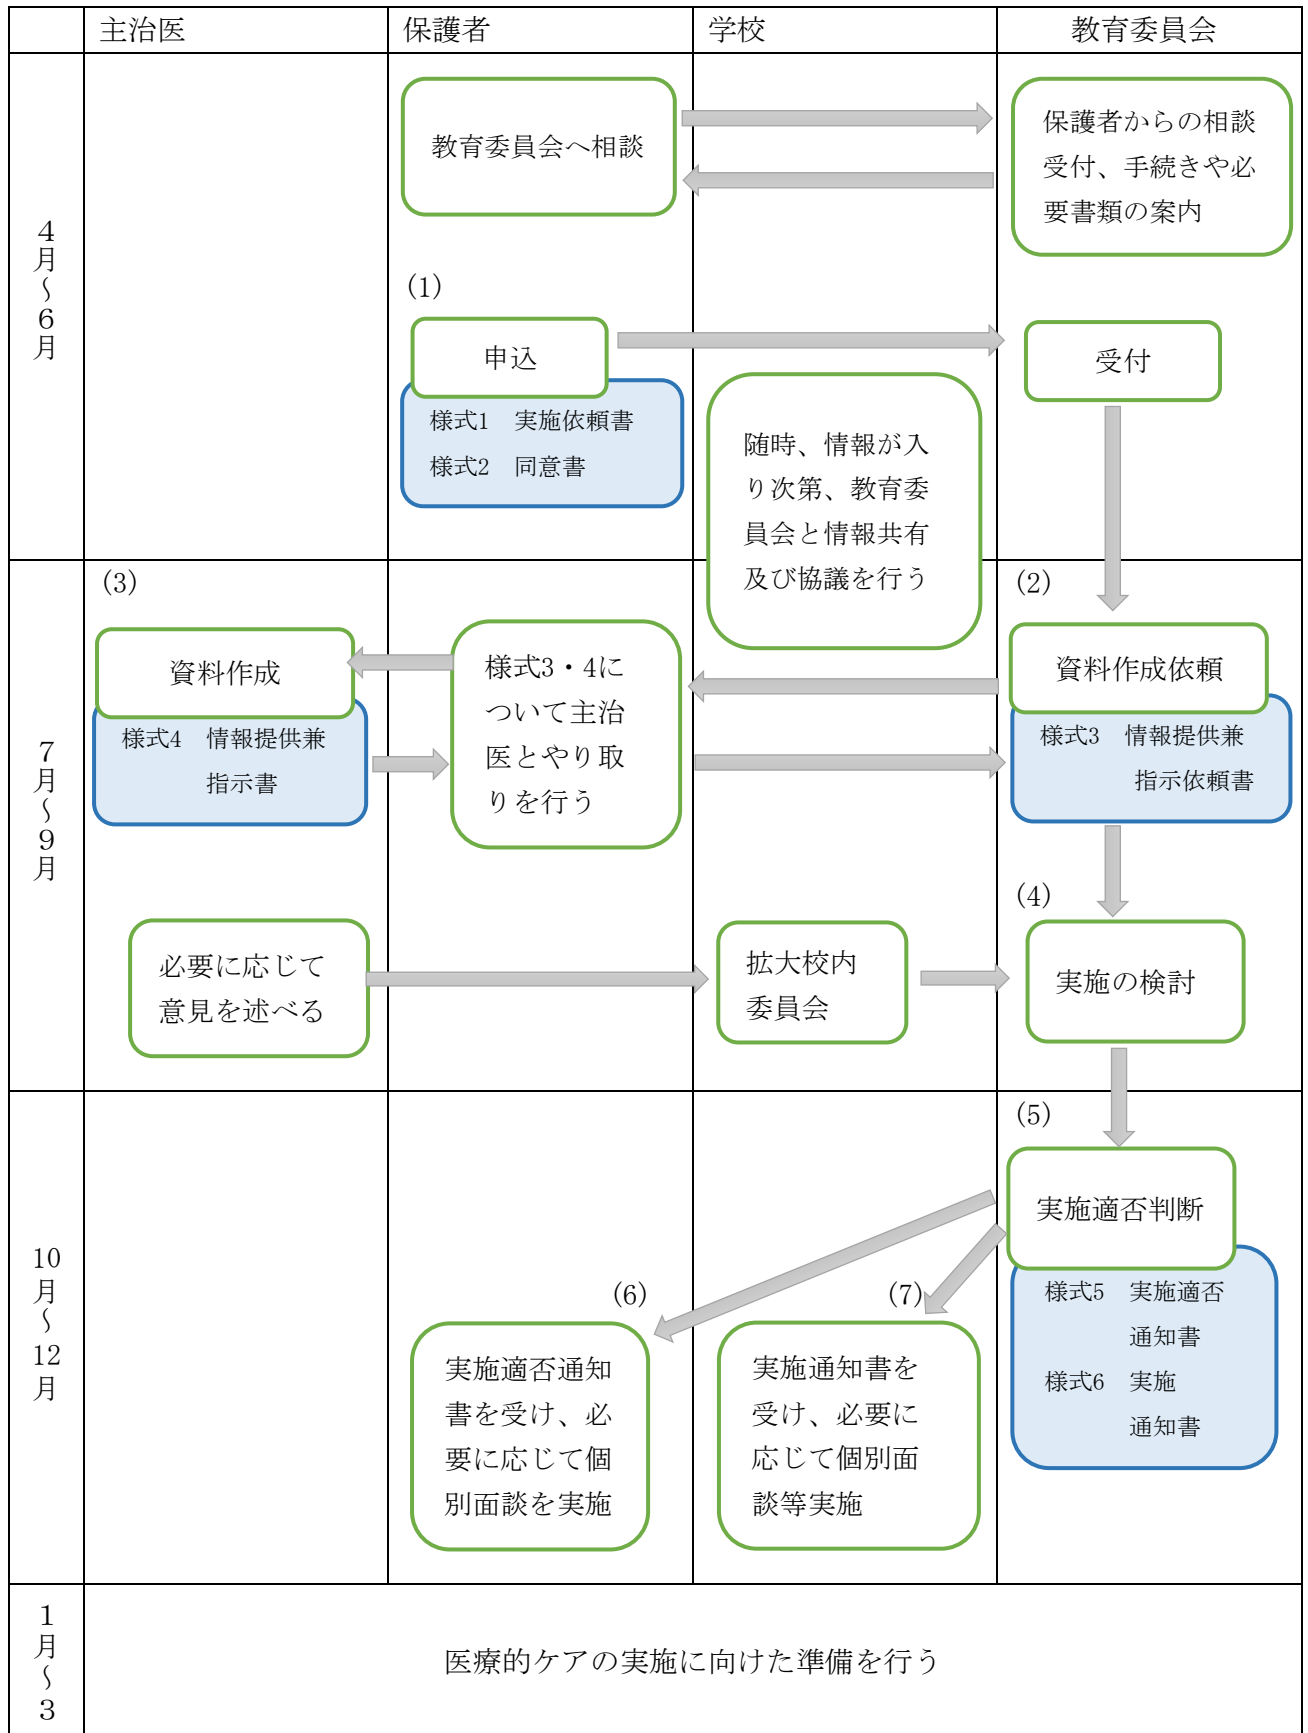 主治医
保護者
学校
教育委員会
4月～6月
教育委員会へ相談
保護者からの相談
受付、手続きや必
要書類の案内
(1)
申込
様式1　実施依頼書
様式2　同意書
受付
随時、情報が入
り次第、教育委
員会と情報共有
及び協議を行う
7月～9月
(3)
資料作成
様式4　情報提供兼
指示書
様式3・4に
ついて主治
医とやり取
りを行う
(2)
資料作成依頼
様式3　情報提供兼
指示依頼書
必要に応じて
意見を述べる
拡大校内
委員会
(4)
実施の検討
10月～12月
(5)
実施適否判断
様式5　実施適否
通知書
様式6　実施
通知書
(6)
実施適否通知
書を受け、必
要に応じて個
別面談を実施
(7)
実施通知書を
受け、必要に
応じて個別面
談等実施
1月～3
医療的ケアの実施に向けた準備を行う